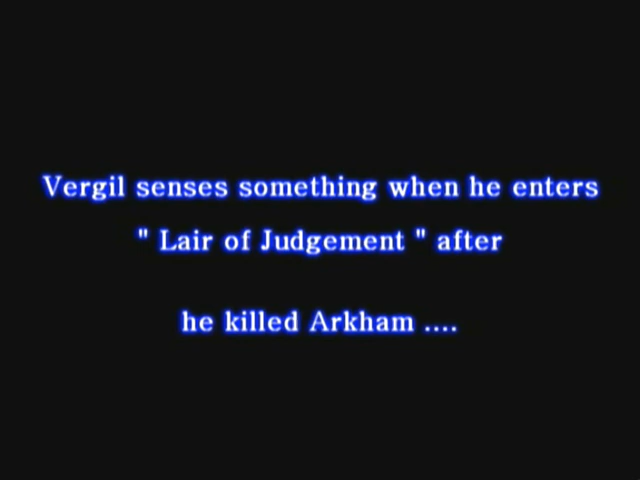 Vergil senses something when he enters
" Lair of Judgement " after
he killed Arkham ....